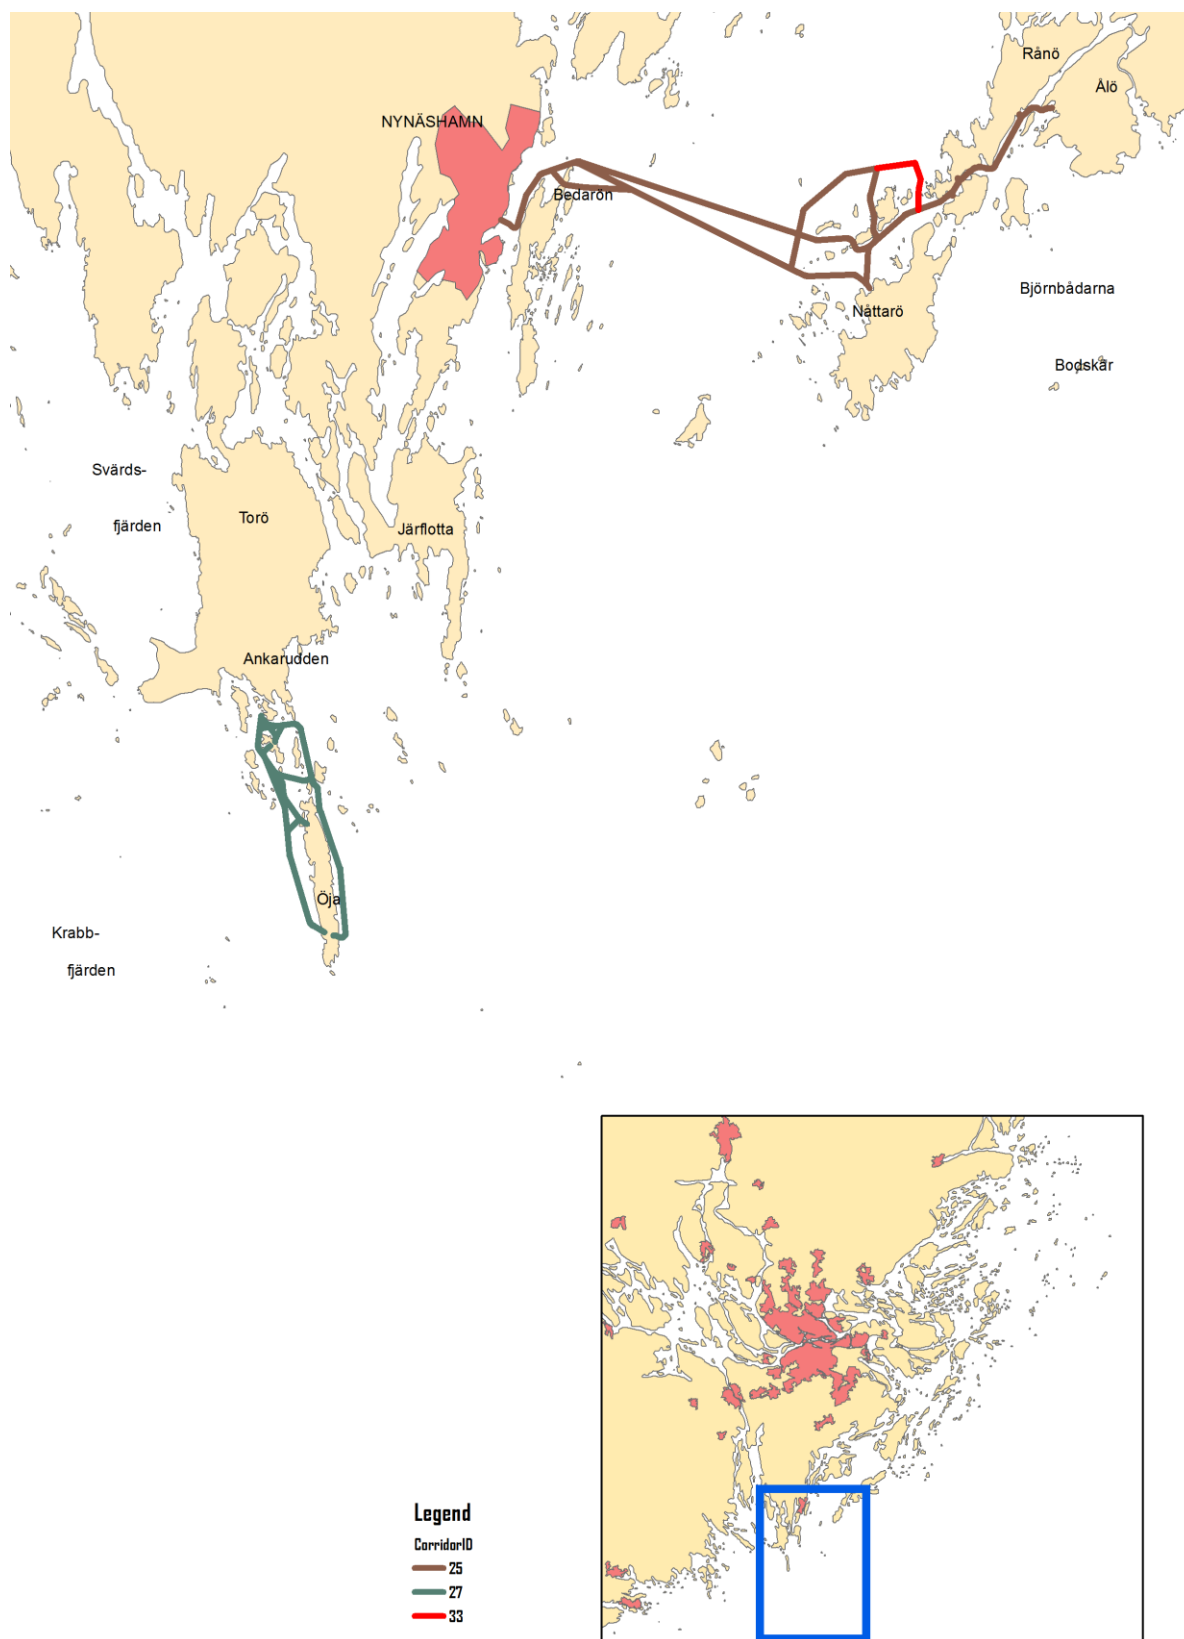 Rånö
Ålö
NYNÄSHAMN
Bedarön
Björnbådarna
Nåttarö
Bodskär
Svärds-
fjärden
Torö
Järflotta
Ankarudden
Öja
Krabb-
fjärden
Legend
CorridorID
25
27
33